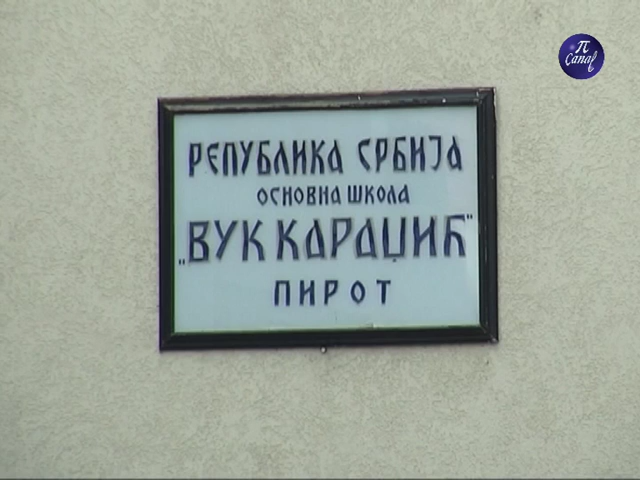 π
Canal
РЕПУБЛИКА СРБИЈА
ОСНОВНА ШКОЛА
„ВУК КАРАЏИЋ"
ПИРОТ